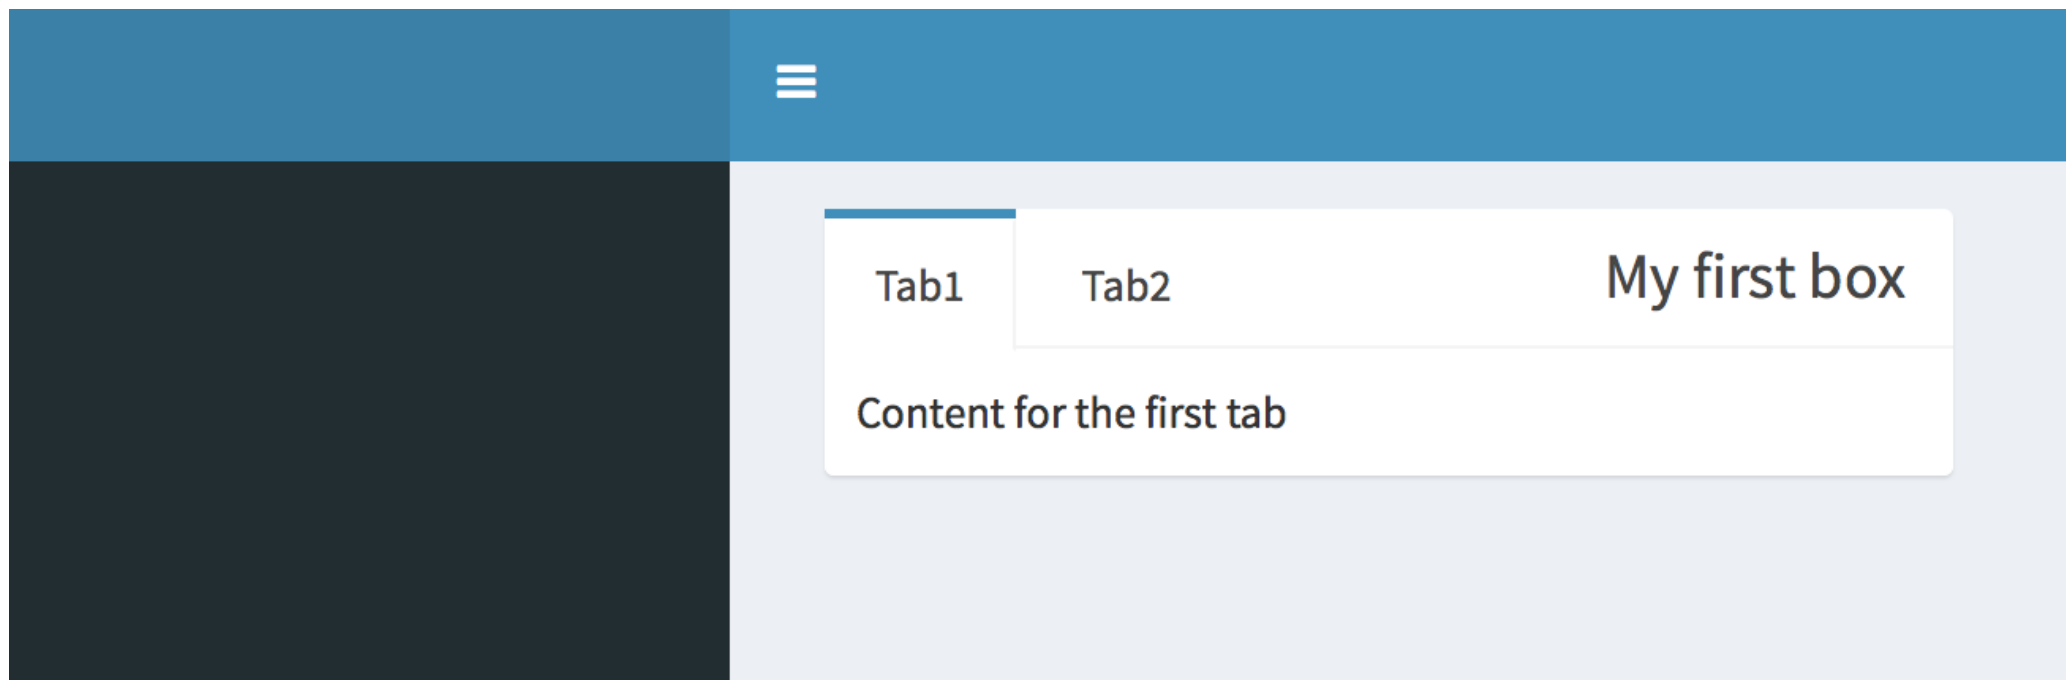 Tab1
Tab2
My first box
Content for the first tab